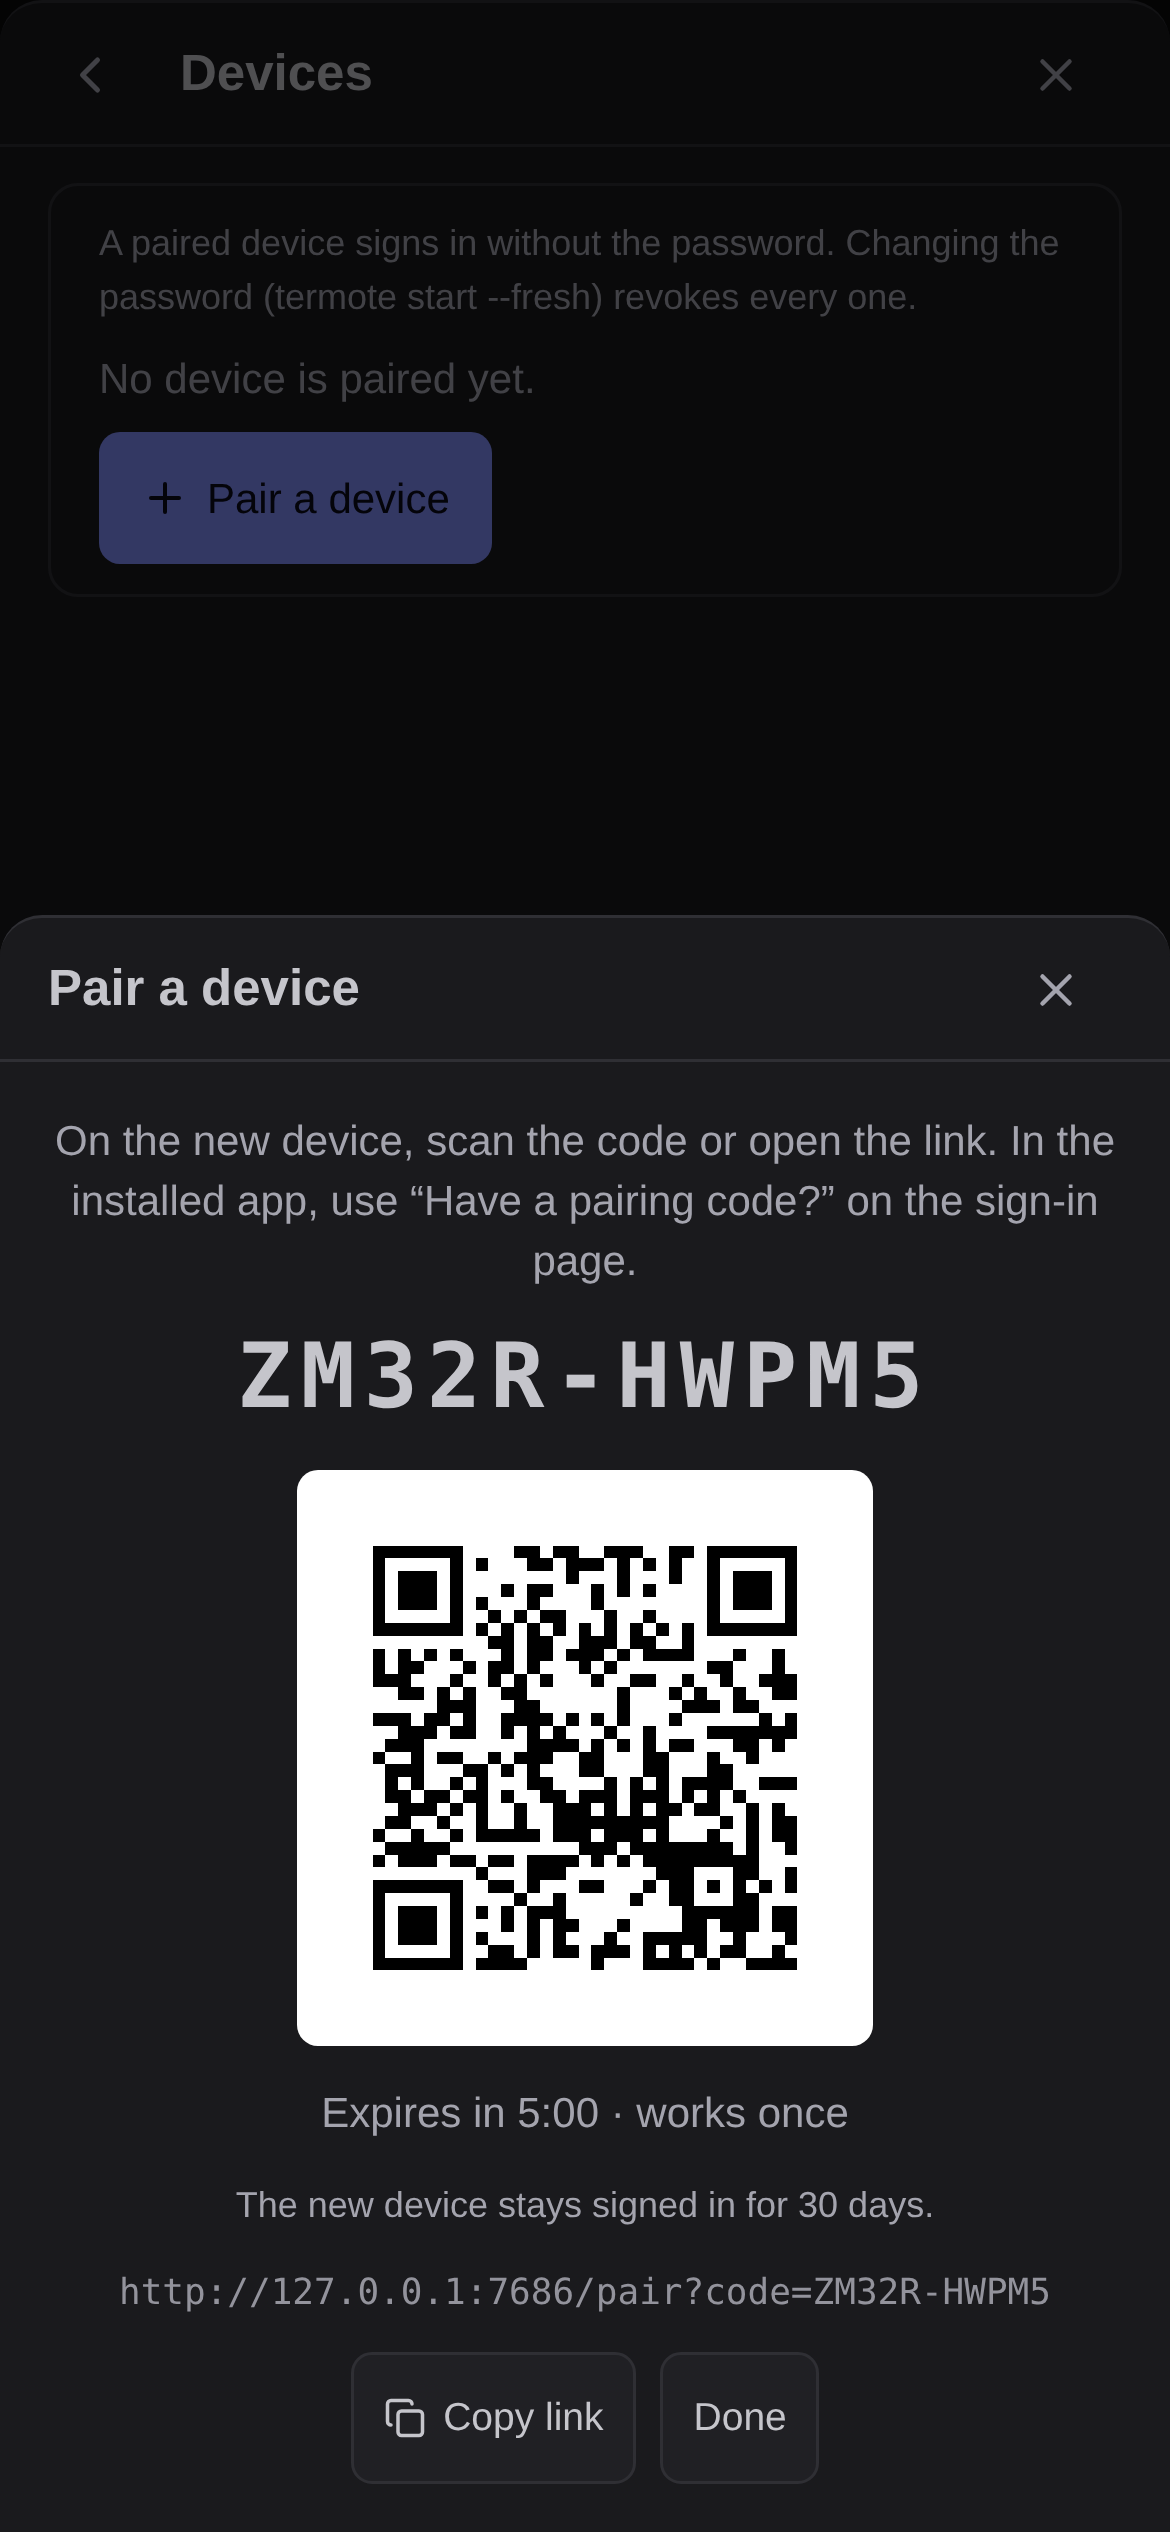 Devices
A paired device signs in without the password. Changing the
password (termote start --fresh) revokes every one.
No device is paired yet.
Pair a device
Pair a device
On the new device, scan the code or open the link. In the
installed app, use “Have a pairing code?” on the sign-in
page.
ZM32R-HWPM5
Expires in 5:00 · works once
The new device stays signed in for 30 days.
http://127.0.0.1:7686/pair?code=ZM32R-HWPM5
Copy link
Done